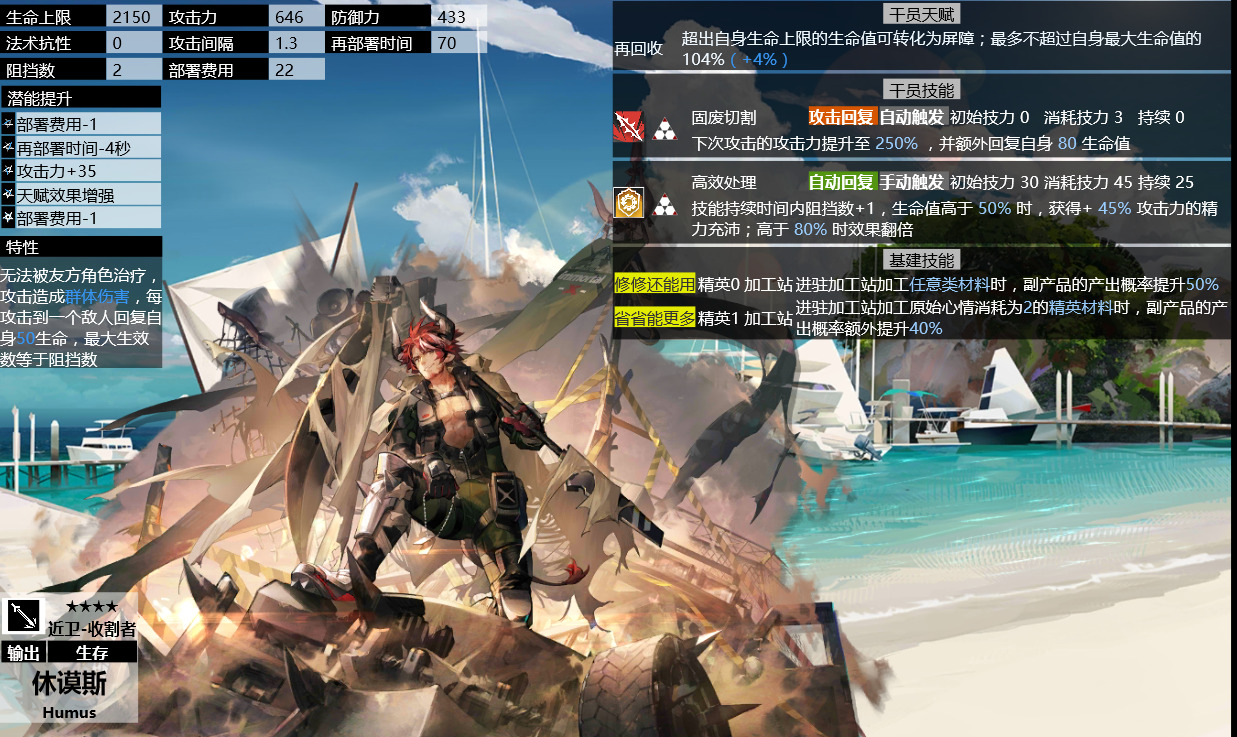 生命上限 2150 攻击力 646 防御力 433
法术抗性 0 攻击间隔 1.3 再部署时间 70
阻挡数 2 部署费用 22
潜能提升
部署费用-1
再部署时间-4秒
攻击力+35
天赋效果增强
部署费用-1
特性
无法被友方角色治疗，
攻击造成群体伤害，每
攻击到一个敌人回复自
身50生命，最大生效
数等于阻挡数
★★★★
近卫-收割者
输出 生存
休谟斯
Humus
干员天赋
再回收 超出自身生命上限的生命值可转化为屏障；最多不超过自身最大生命值的
104%（+4%）
干员技能
固废切割 攻击回复 自动触发 初始技力 0 消耗技力 3 持续 0
下次攻击的攻击力提升至 250% ，并额外回复自身 80 生命值
高效处理 自动回复 手动触发 初始技力 30 消耗技力 45 持续 25
技能持续时间内阻挡数+1，生命值高于 50% 时，获得+ 45% 攻击力的精
力充沛；高于 80% 时效果翻倍
基建技能
修修还能用 精英0 加工站 进驻加工站加工任意类材料时，副产品的产出概率提升50%
省省能更多 精英1 加工站 进驻加工站加工原始心情消耗为2的精英材料时，副产品的产
出概率额外提升40%